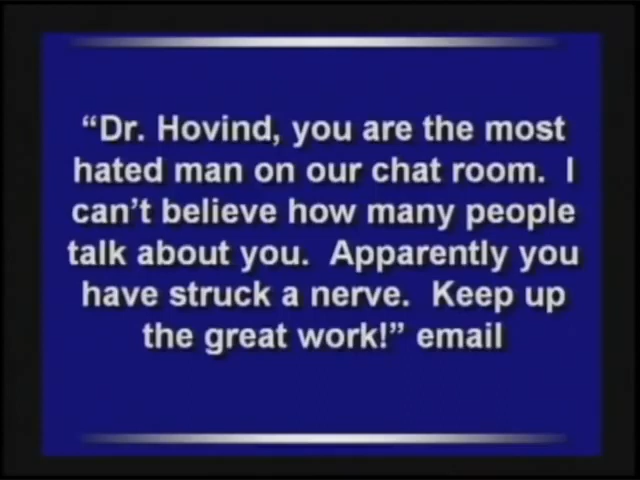 “Dr. Hovind, you are the most
hated man on our chat room.  I
can’t believe how many people
talk about you.  Apparently you
have struck a nerve.  Keep up
the great work!” email